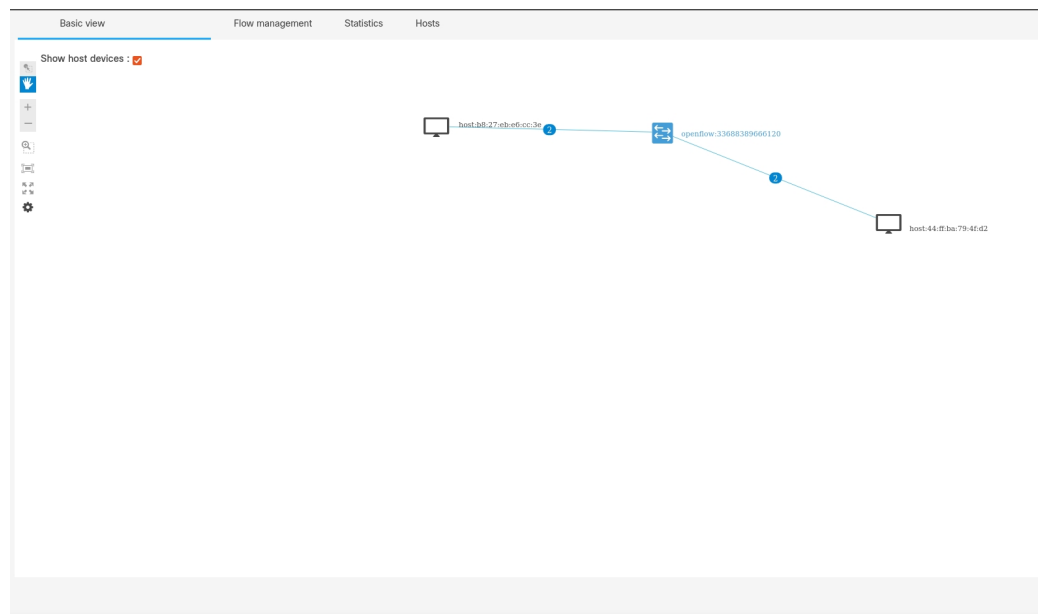 Basic view Flow management Statistics Hosts
Show host devices :
host:b8:27:eb:e6:cc:3e
2
openflow:33688389666120
2
host:44:ff:ba:79:4f:d2